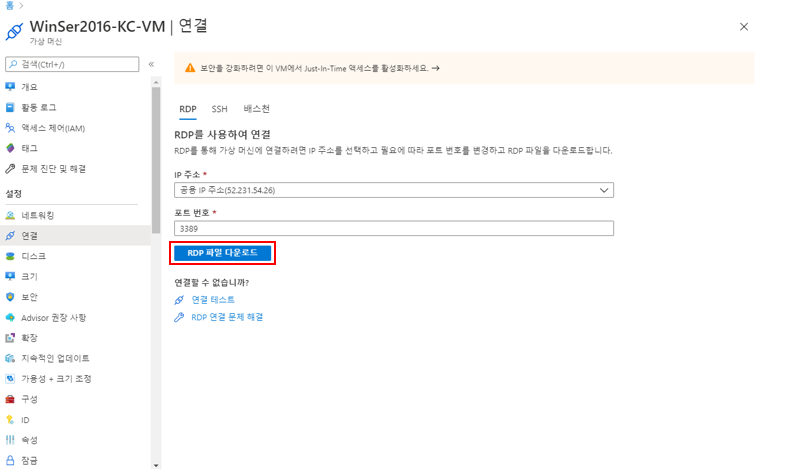 홈
WinSer2016-KC-VM | 연결
가상 머신
검색(Ctrl+/)
개요
활동 로그
액세스 제어(IAM)
태그
문제 진단 및 해결
설정
네트워킹
연결
디스크
크기
보안
Advisor 권장 사항
확장
지속적인 업데이트
가용성 + 크기 조정
구성
ID
속성
잠금
보안을 강화하려면 이 VM에서 Just-In-Time 액세스를 활성화하세요. →
RDP SSH 배스천
RDP를 사용하여 연결
RDP를 통해 가상 머신에 연결하려면 IP 주소를 선택하고 필요에 따라 포트 번호를 변경하고 RDP 파일을 다운로드합니다.
IP 주소 *
공용 IP 주소(52.231.54.26)
포트 번호 *
3389
RDP 파일 다운로드
연결할 수 없습니까?
연결 테스트
RDP 연결 문제 해결